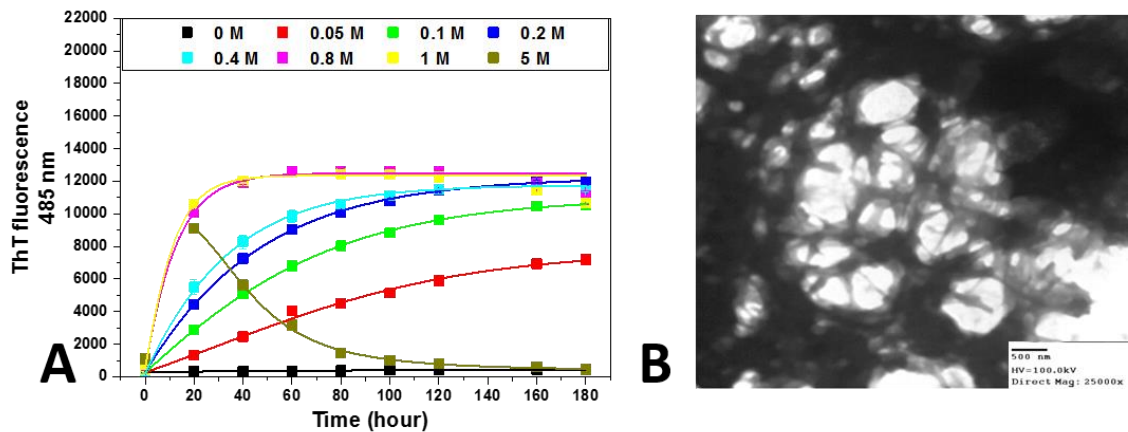 22000
20000
18000
16000
14000
12000
10000
8000
6000
4000
2000
0
ThT fluorescence
485 nm
0 M 0.05 M 0.1 M 0.2 M
0.4 M 0.8 M 1 M 5 M
0 20 40 60 80 100 120 140 160 180
Time (hour)
A
B
500 nm
HV=100.0kV
Direct Mag: 25000x